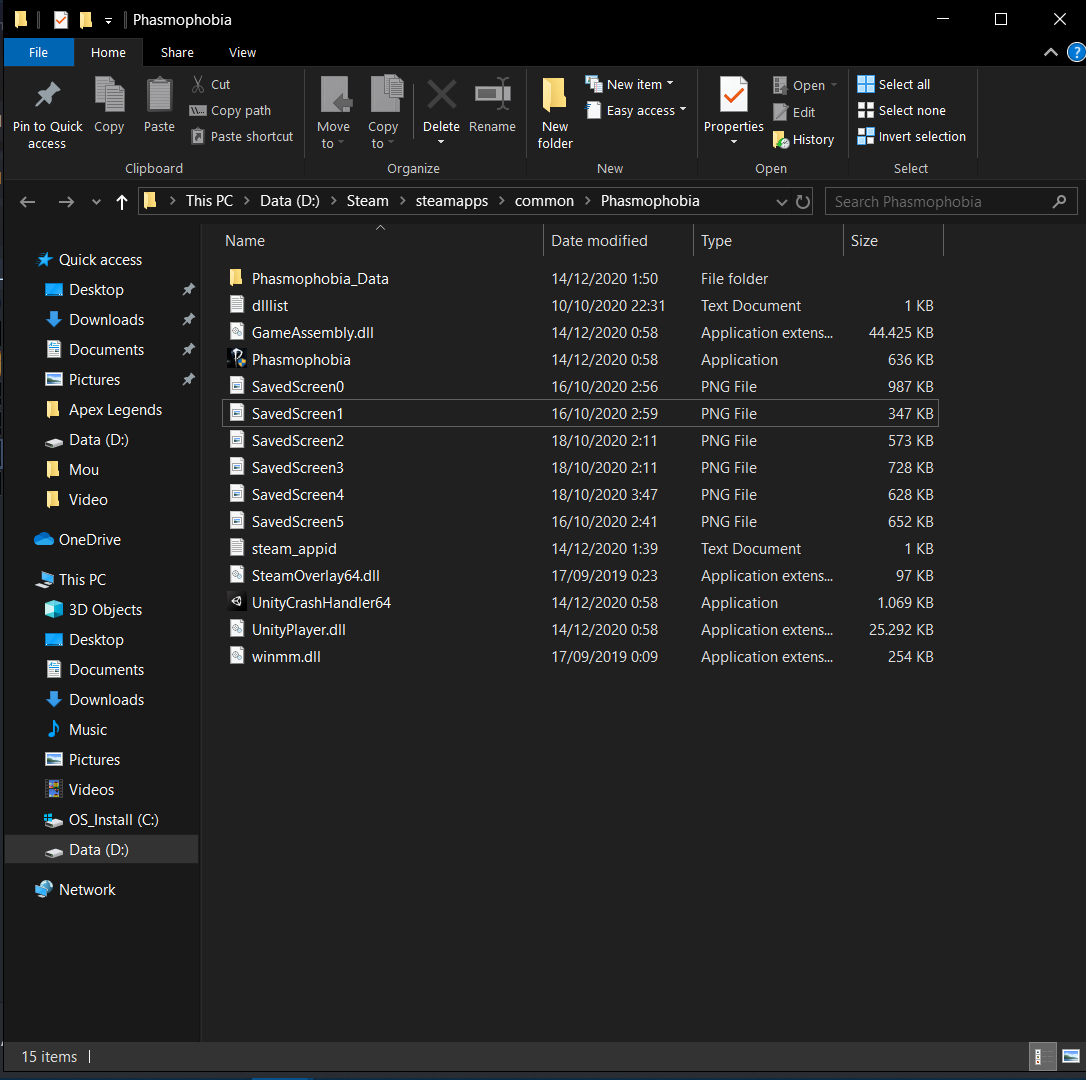 Phasmophobia
File
Home
Share
View
Pin to Quick access
Copy
Paste
Cut
Copy path
Paste shortcut
Clipboard
Move to
Copy to
Delete
Rename
Organize
New folder
New item
Easy access
New
Properties
Open
Edit
History
Open
Select all
Select none
Invert selection
Select
This PC > Data (D:) > Steam > steamapps > common > Phasmophobia
Search Phasmophobia
Quick access
Desktop
Downloads
Documents
Pictures
Apex Legends
Data (D:)
Mou
Video
OneDrive
This PC
3D Objects
Desktop
Documents
Downloads
Music
Pictures
Videos
OS_Install (C:)
Data (D:)
Network
Name Date modified Type Size
Phasmophobia_Data 14/12/2020 1:50 File folder
dlllist 10/10/2020 22:31 Text Document 1 KB
GameAssembly.dll 14/12/2020 0:58 Application extens... 44.425 KB
Phasmophobia 14/12/2020 0:58 Application 636 KB
SavedScreen0 16/10/2020 2:56 PNG File 987 KB
SavedScreen1 16/10/2020 2:59 PNG File 347 KB
SavedScreen2 18/10/2020 2:11 PNG File 573 KB
SavedScreen3 18/10/2020 2:11 PNG File 728 KB
SavedScreen4 18/10/2020 3:47 PNG File 628 KB
SavedScreen5 16/10/2020 2:41 PNG File 652 KB
steam_appid 14/12/2020 1:39 Text Document 1 KB
SteamOverlay64.dll 17/09/2019 0:23 Application extens... 97 KB
UnityCrashHandler64 14/12/2020 0:58 Application 1.069 KB
UnityPlayer.dll 14/12/2020 0:58 Application extens... 25.292 KB
winmm.dll 17/09/2019 0:09 Application extens... 254 KB
15 items